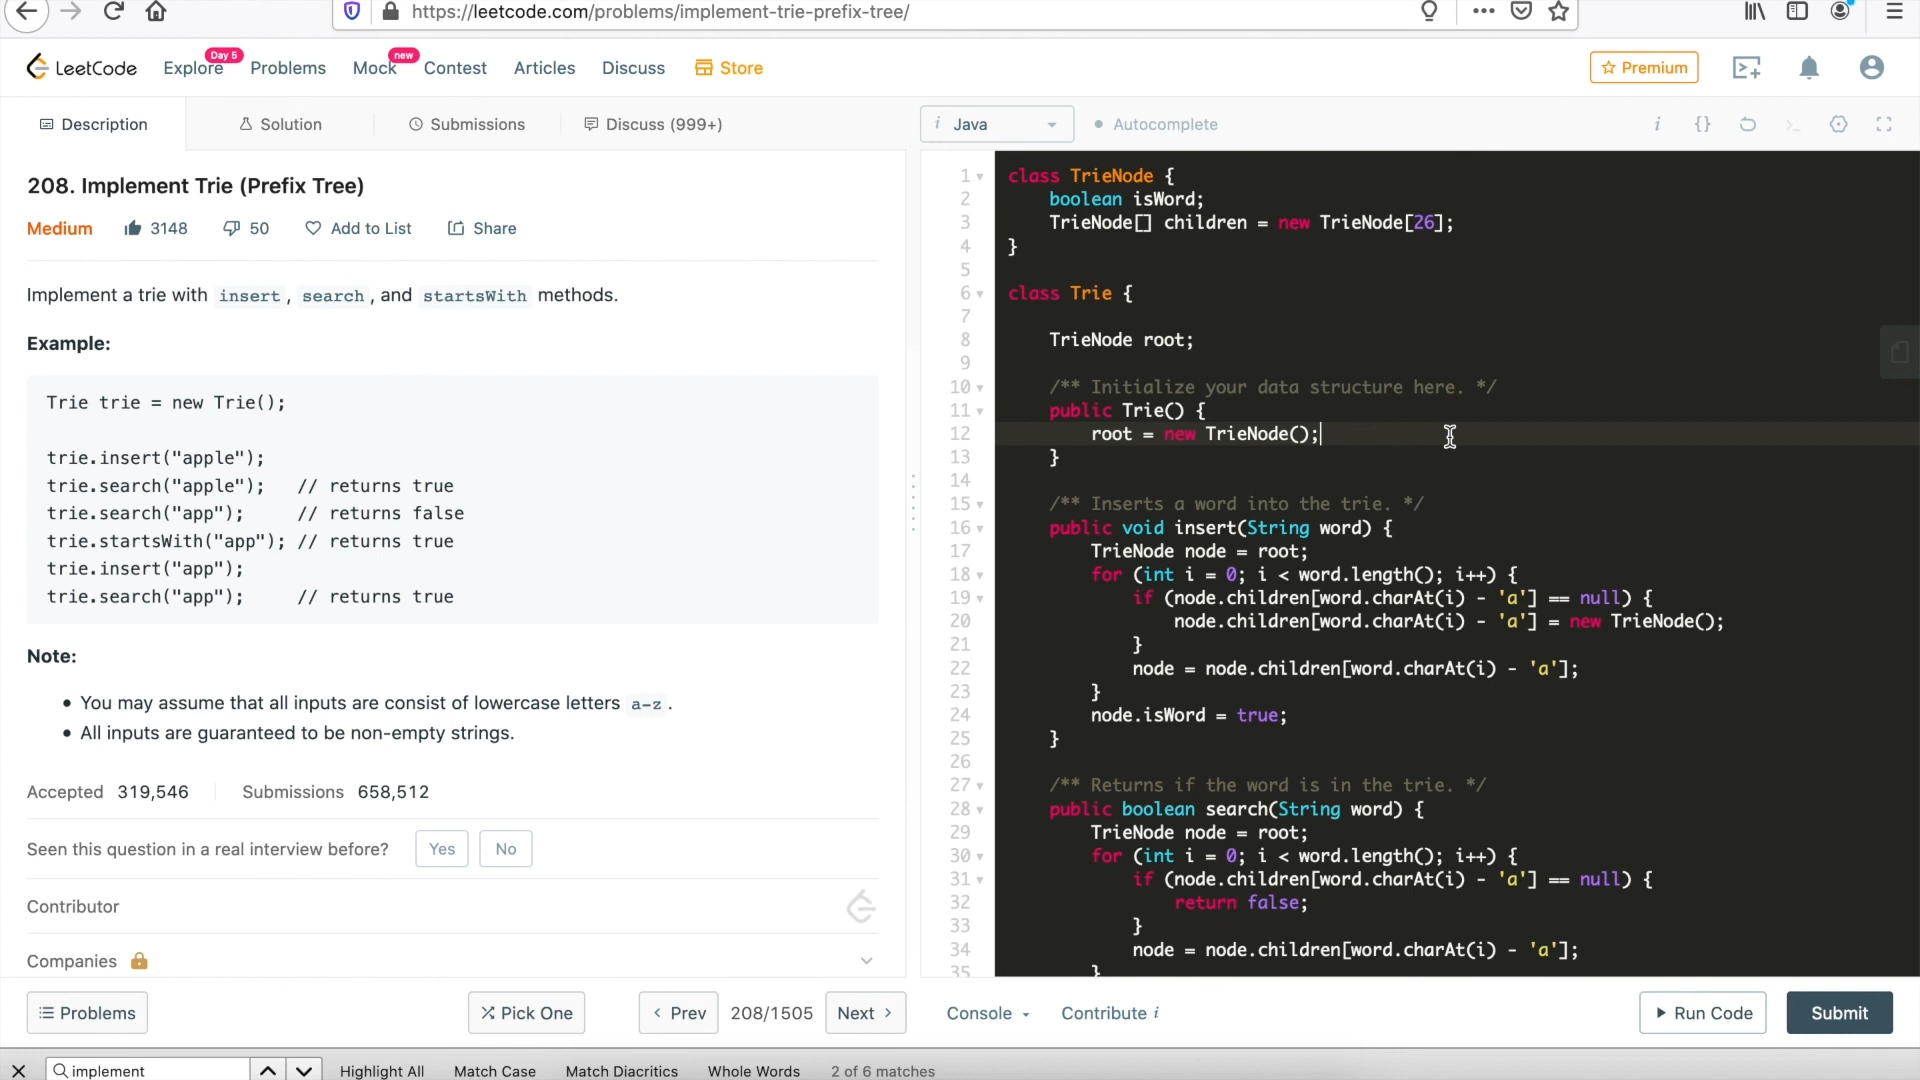 https://leetcode.com/problems/implement-trie-prefix-tree/
LeetCode
Explore
Day 5
Problems
Mock
new
Contest
Articles
Discuss
Store
Premium
Description
Solution
Submissions
Discuss (999+)
i Java
Autocomplete
208. Implement Trie (Prefix Tree)
Medium 3148 50 Add to List Share
Implement a trie with insert, search, and startsWith methods.
Example:
Trie trie = new Trie();
trie.insert("apple");
trie.search("apple");   // returns true
trie.search("app");     // returns false
trie.startsWith("app"); // returns true
trie.insert("app");
trie.search("app");     // returns true
Note:
• You may assume that all inputs are consist of lowercase letters a-z.
• All inputs are guaranteed to be non-empty strings.
Accepted 319,546 Submissions 658,512
Seen this question in a real interview before? Yes No
Contributor
Companies
1 class TrieNode {
2     boolean isWord;
3     TrieNode[] children = new TrieNode[26];
4 }
5
6 class Trie {
7
8     TrieNode root;
9
10     /** Initialize your data structure here. */
11     public Trie() {
12         root = new TrieNode();
13     }
14
15     /** Inserts a word into the trie. */
16     public void insert(String word) {
17         TrieNode node = root;
18         for (int i = 0; i < word.length(); i++) {
19             if (node.children[word.charAt(i) - 'a'] == null) {
20                 node.children[word.charAt(i) - 'a'] = new TrieNode();
21             }
22             node = node.children[word.charAt(i) - 'a'];
23         }
24         node.isWord = true;
25     }
26
27     /** Returns if the word is in the trie. */
28     public boolean search(String word) {
29         TrieNode node = root;
30         for (int i = 0; i < word.length(); i++) {
31             if (node.children[word.charAt(i) - 'a'] == null) {
32                 return false;
33             }
34             node = node.children[word.charAt(i) - 'a'];
35         }
Problems
Pick One
Prev
208/1505
Next
Console
Contribute i
Run Code
Submit
implement
Highlight All
Match Case
Match Diacritics
Whole Words
2 of 6 matches